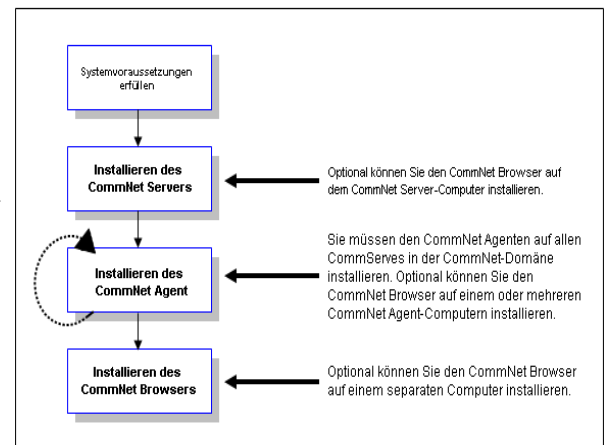 Systemvoraussetzungen
erfüllen
Installieren des
CommNet Servers
Optional können Sie den CommNet Browser auf
dem CommNet Server-Computer installieren.
Installieren des
CommNet Agent
Sie müssen den CommNet Agenten auf allen
CommServes in der CommNet-Domäne
installieren. Optional können Sie den
CommNet Browser auf einem oder mehreren
CommNet Agent-Computern installieren.
Installieren des
CommNet Browsers
Optional können Sie den CommNet Browser
auf einem separaten Computer installieren.